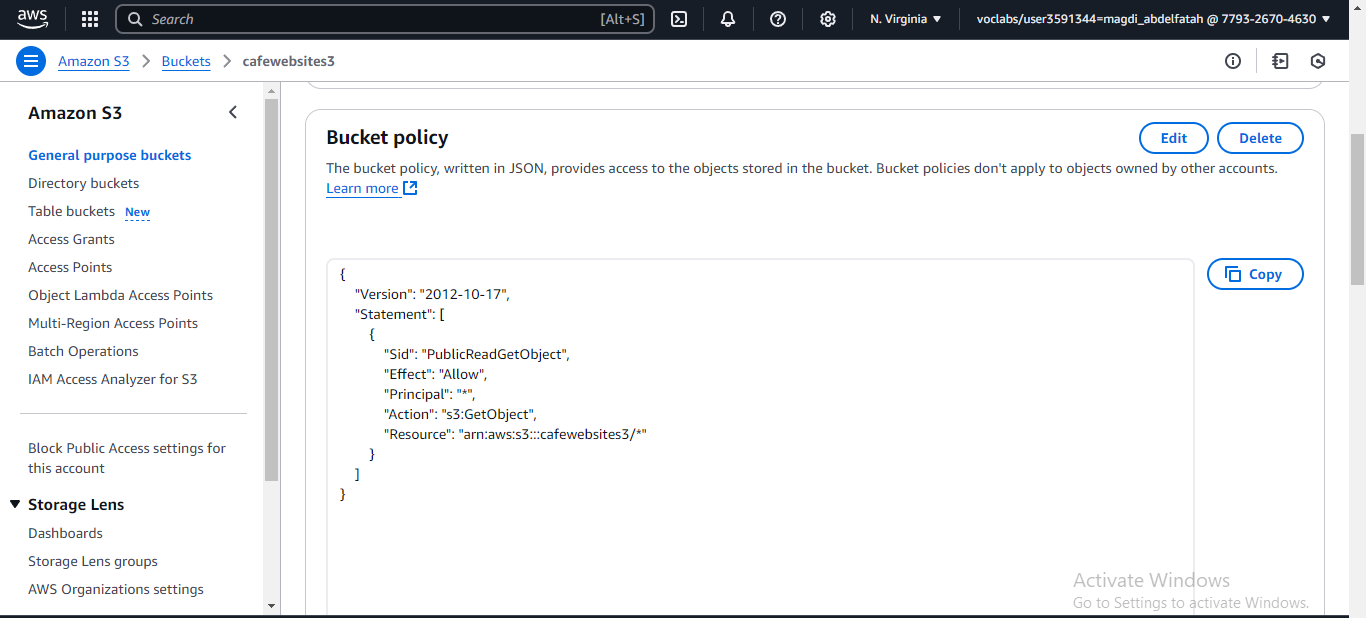 aws
Search [Alt+S]
N. Virginia
voclabs/user3591344=magdi_abdelfatah @ 7793-2670-4630
Amazon S3 > Buckets > cafewebsites3
Amazon S3
General purpose buckets
Directory buckets
Table buckets New
Access Grants
Access Points
Object Lambda Access Points
Multi-Region Access Points
Batch Operations
IAM Access Analyzer for S3
Block Public Access settings for
this account
Storage Lens
Dashboards
Storage Lens groups
AWS Organizations settings
Bucket policy
Edit
Delete
The bucket policy, written in JSON, provides access to the objects stored in the bucket. Bucket policies don't apply to objects owned by other accounts.
Learn more
Copy
{
"Version": "2012-10-17",
"Statement": [
{
"Sid": "PublicReadGetObject",
"Effect": "Allow",
"Principal": "*",
"Action": "s3:GetObject",
"Resource": "arn:aws:s3:::cafewebsites3/*"
}
]
}
Activate Windows
Go to Settings to activate Windows.